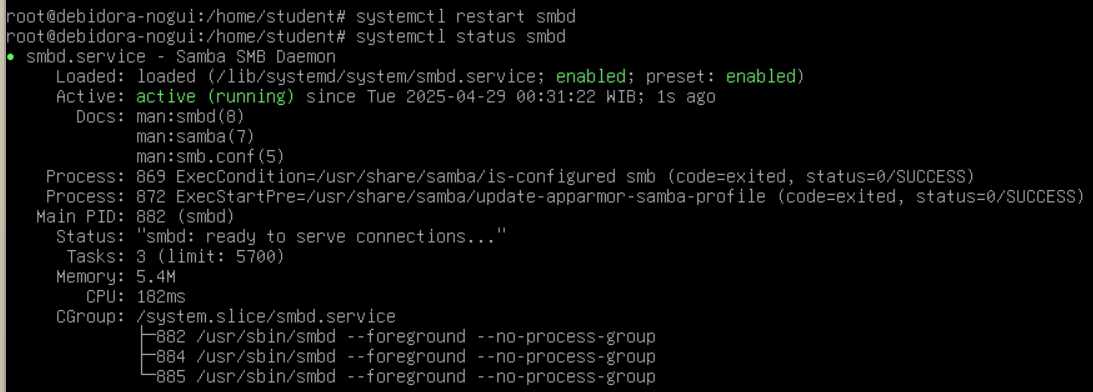 root@debidora-nogui:/home/student# systemctl restart smbd
root@debidora-nogui:/home/student# systemctl status smbd
● smbd.service - Samba SMB Daemon
Loaded: loaded (/lib/systemd/system/smbd.service; enabled; preset: enabled)
Active: active (running) since Tue 2025-04-29 00:31:22 WIB; 1s ago
Docs: man:smbd(8)
man:samba(7)
man:smb.conf(5)
Process: 869 ExecCondition=/usr/share/samba/is-configured smb (code=exited, status=0/SUCCESS)
Process: 872 ExecStartPre=/usr/share/samba/update-apparmor-samba-profile (code=exited, status=0/SUCCESS)
Main PID: 882 (smbd)
Status: "smbd: ready to serve connections..."
Tasks: 3 (limit: 5700)
Memory: 5.4M
CPU: 182ms
CGroup: /system.slice/smbd.service
├─882 /usr/sbin/smbd --foreground --no-process-group
├─884 /usr/sbin/smbd --foreground --no-process-group
└─885 /usr/sbin/smbd --foreground --no-process-group